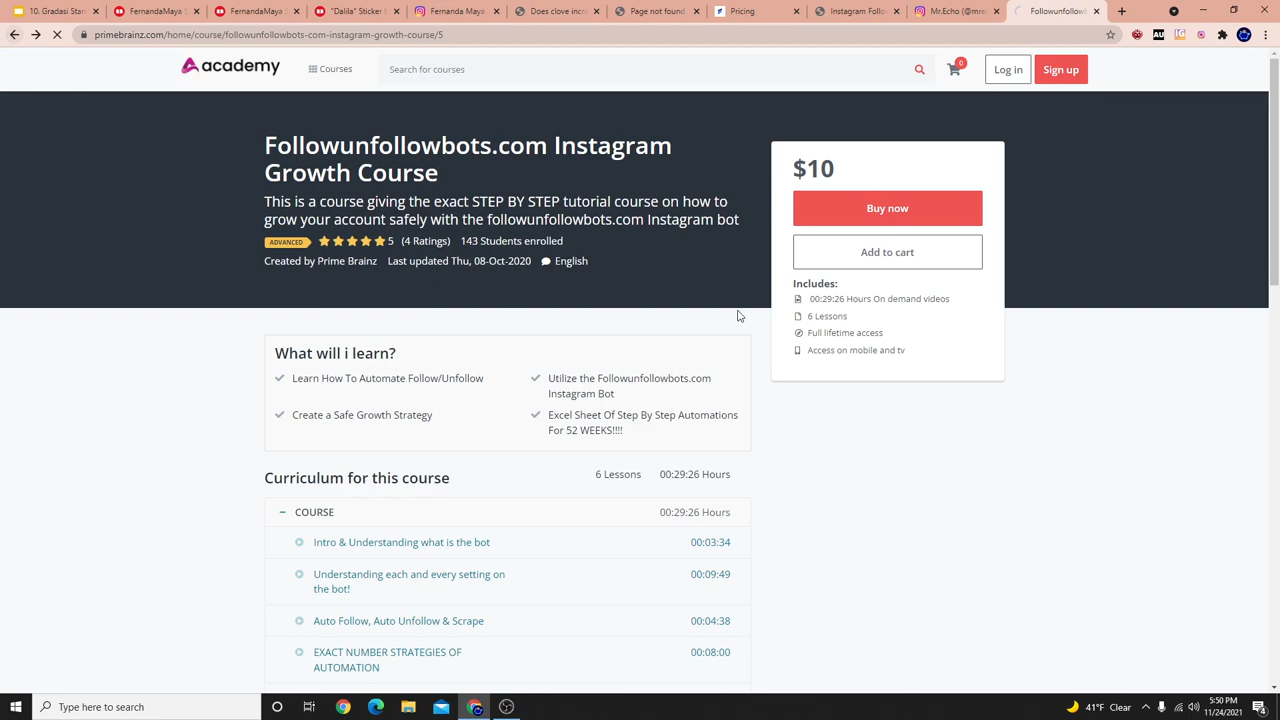 10. Gradual Star
FernandaMaya S
FernandaMaya S
"Dalila" Sticker f
Fernanda Maya (
Does clove incre
Page not found
Pricing
Instagram Follow
Mr.Echo (@mre
Followunfollowb
primebrainz.com/home/course/followunfollowbots-com-instagram-growth-course/5
academy
Courses
Search for courses
0
Log in
Sign up
Followunfollowbots.com Instagram
Growth Course
This is a course giving the exact STEP BY STEP tutorial course on how to
grow your account safely with the followunfollowbots.com Instagram bot
ADVANCED 5 (4 Ratings) 143 Students enrolled
Created by Prime Brainz Last updated Thu, 08-Oct-2020 English
$10
Buy now
Add to cart
Includes:
00:29:26 Hours On demand videos
6 Lessons
Full lifetime access
Access on mobile and tv
What will i learn?
Learn How To Automate Follow/Unfollow
Utilize the Followunfollowbots.com
Instagram Bot
Create a Safe Growth Strategy
Excel Sheet Of Step By Step Automations
For 52 WEEKS!!!!
Curriculum for this course 6 Lessons 00:29:26 Hours
COURSE 00:29:26 Hours
Intro & Understanding what is the bot 00:03:34
Understanding each and every setting on
the bot! 00:09:49
Auto Follow, Auto Unfollow & Scrape 00:04:38
EXACT NUMBER STRATEGIES OF
AUTOMATION 00:08:00
Type here to search
41°F Clear
5:50 PM
11/24/2021
4